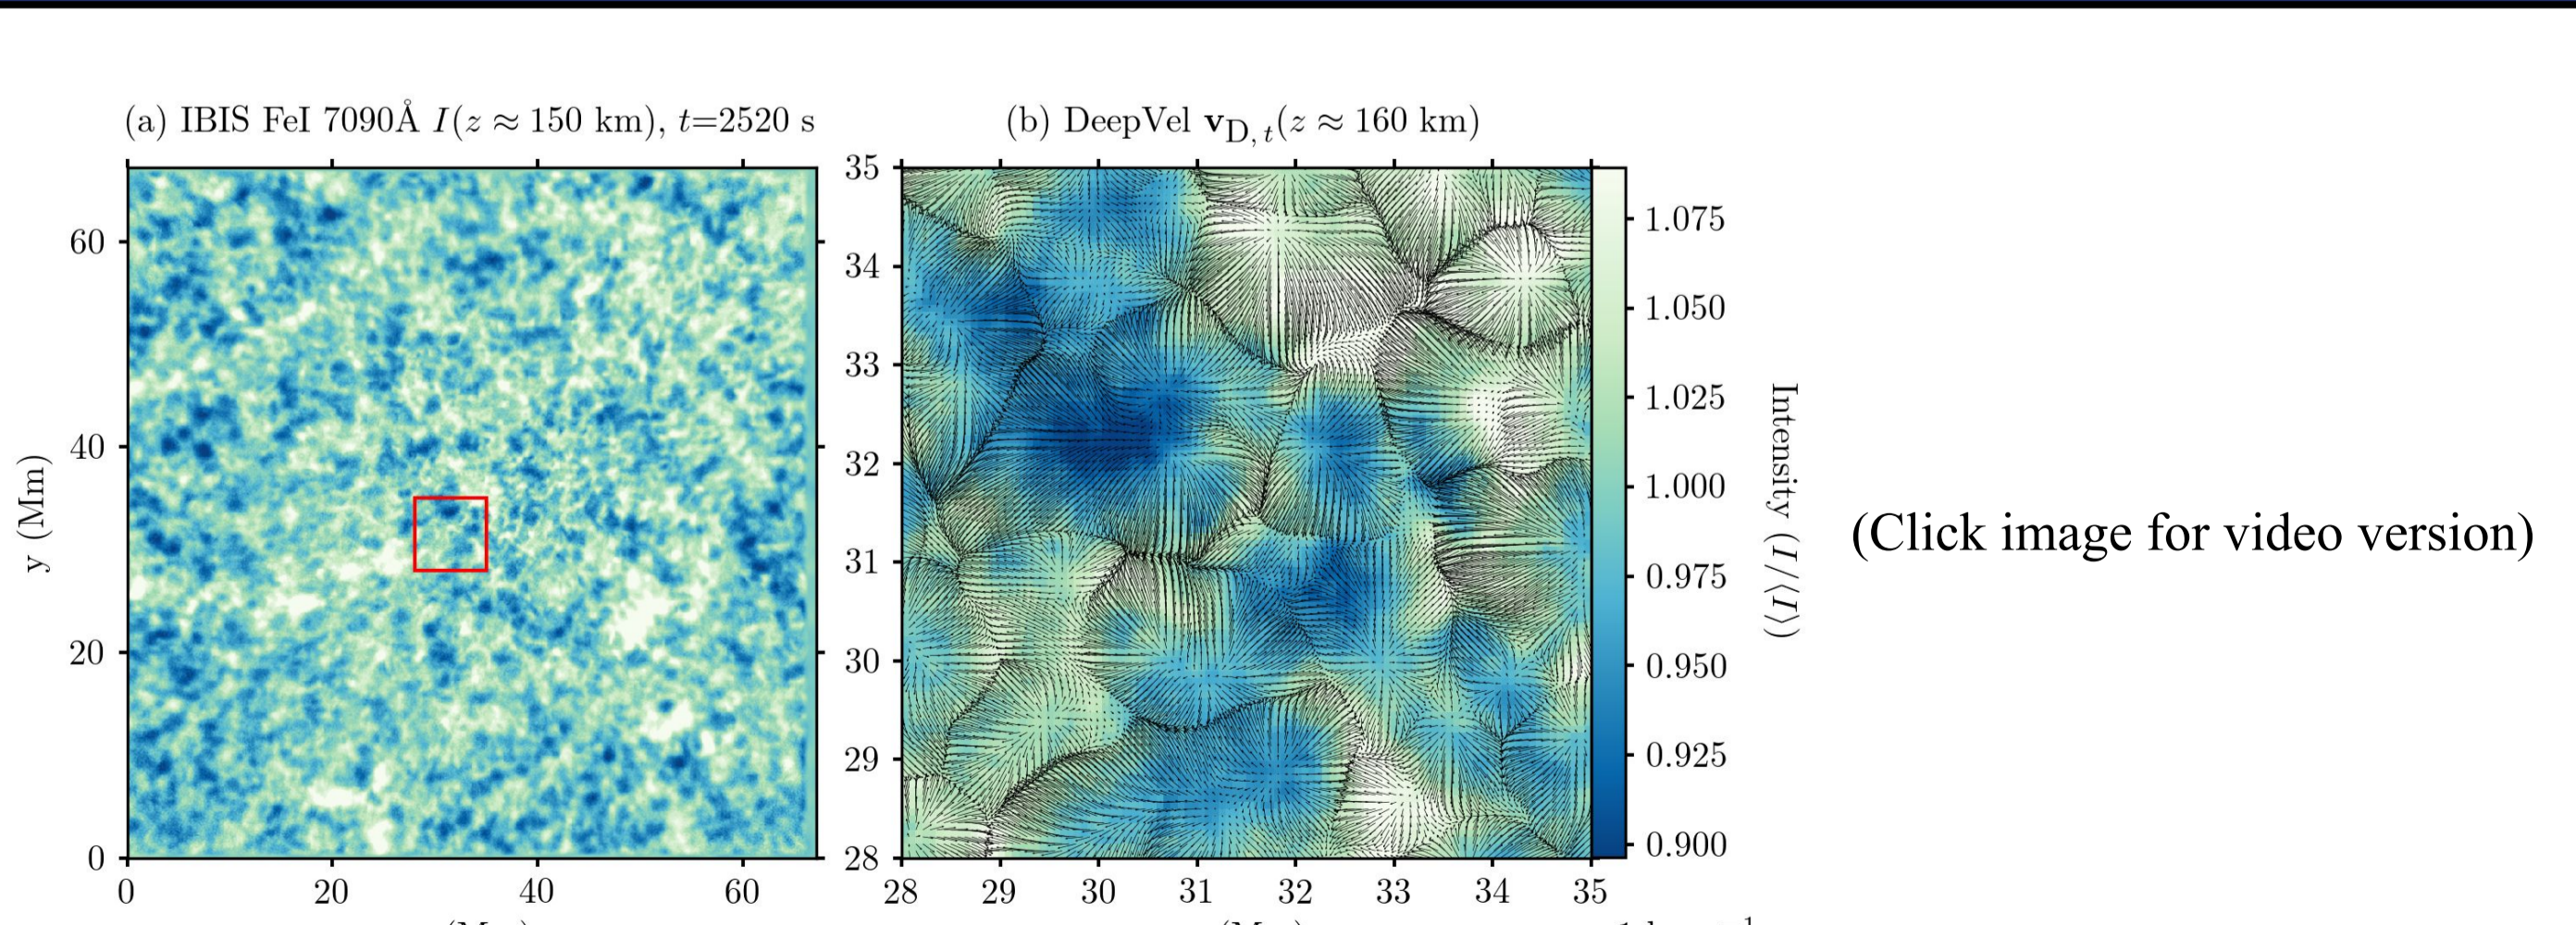 (a) IBIS FeI 7090Å I(z ≈ 150 km), t=2520 s
(b) DeepVel v_D, t(z ≈ 160 km)
y (Mm)
60
40
20
0
0 20 40 60
35
34
33
32
31
30
29
28
28 29 30 31 32 33 34 35
1.075
1.050
1.025
1.000
0.975
0.950
0.925
0.900
Intensity (I/⟨I⟩)
(Click image for video version)